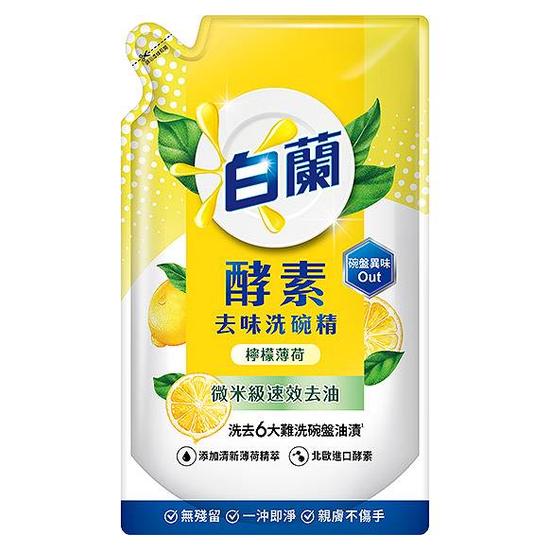 白蘭
碗盤異味
Out
酵素
去味洗碗精
檸檬薄荷
微米級速效去油
洗去6大難洗碗盤油漬¹
添加清新薄荷精萃
北歐進口酵素
無殘留
一沖即淨
親膚不傷手